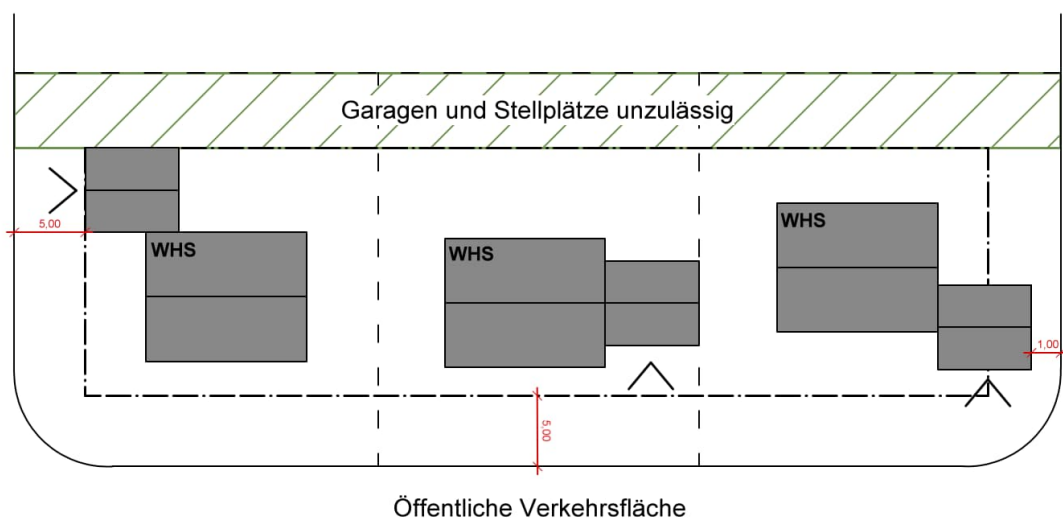 Garagen und Stellplätze unzulässig
WHS
5,00
WHS
WHS
1,00
5,00
Öffentliche Verkehrsfläche